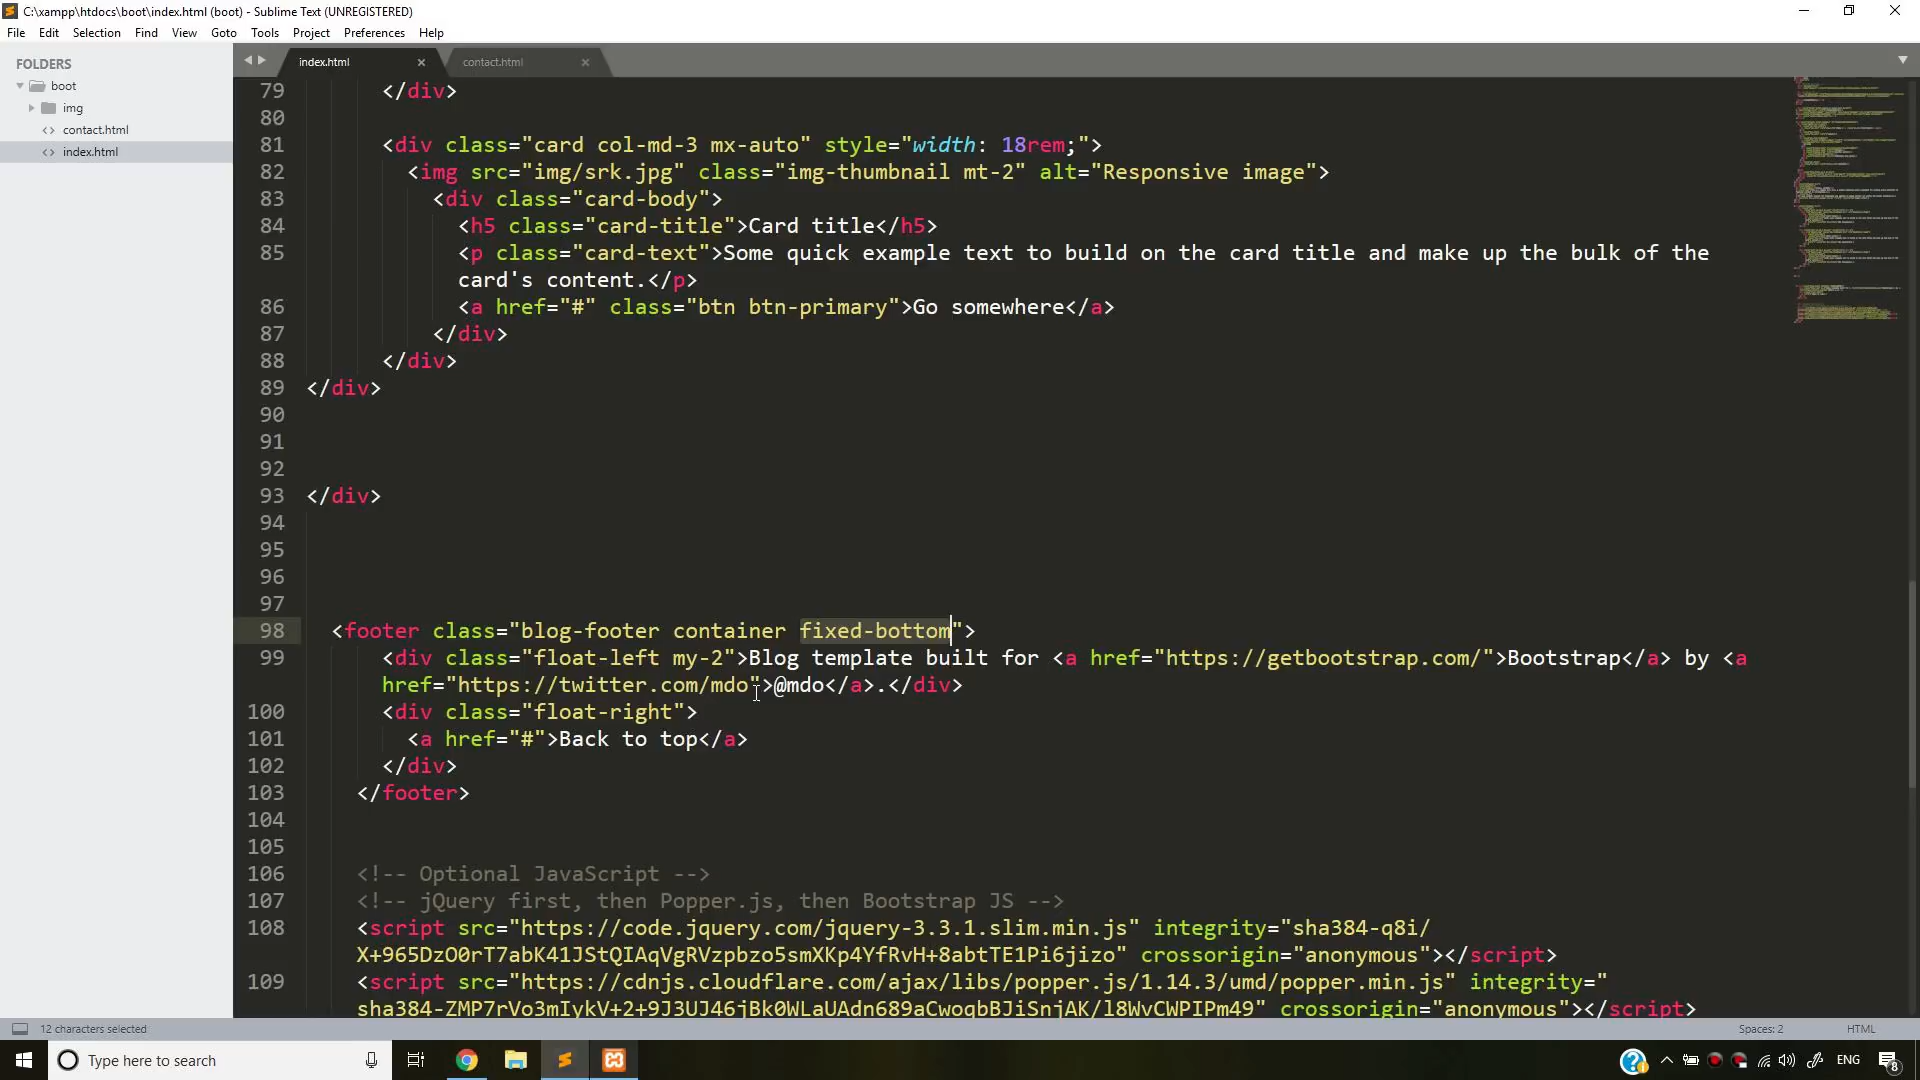 C:\xampp\htdocs\boot\index.html (boot) - Sublime Text (UNREGISTERED)
File Edit Selection Find View Goto Tools Project Preferences Help
FOLDERS
boot
img
contact.html
index.html
index.html
contact.html
79 </div>
80
81 <div class="card col-md-3 mx-auto" style="width: 18rem;">
82 <img src="img/srk.jpg" class="img-thumbnail mt-2" alt="Responsive image">
83 <div class="card-body">
84 <h5 class="card-title">Card title</h5>
85 <p class="card-text">Some quick example text to build on the card title and make up the bulk of the
card's content.</p>
86 <a href="#" class="btn btn-primary">Go somewhere</a>
87 </div>
88 </div>
89 </div>
90
91
92
93 </div>
94
95
96
97
98 <footer class="blog-footer container fixed-bottom">
99 <div class="float-left my-2">Blog template built for <a href="https://getbootstrap.com/">Bootstrap</a> by <a
href="https://twitter.com/mdo">@mdo</a>.</div>
100 <div class="float-right">
101 <a href="#">Back to top</a>
102 </div>
103 </footer>
104
105
106 <!-- Optional JavaScript -->
107 <!-- jQuery first, then Popper.js, then Bootstrap JS -->
108 <script src="https://code.jquery.com/jquery-3.3.1.slim.min.js" integrity="sha384-q8i/
X+965DzO0rT7abK41JStQIAqVgRVzpbzo5smXKp4YfRvH+8abtTE1Pi6jizo" crossorigin="anonymous"></script>
109 <script src="https://cdnjs.cloudflare.com/ajax/libs/popper.js/1.14.3/umd/popper.min.js" integrity="
sha384-ZMP7rVo3mIykV+2+9J3UJ46jBk0WLaUAdn689aCwoqbBJiSnjAK/l8WvCWPIPm49" crossorigin="anonymous"></script>
12 characters selected
Spaces: 2
HTML
Type here to search
ENG
8